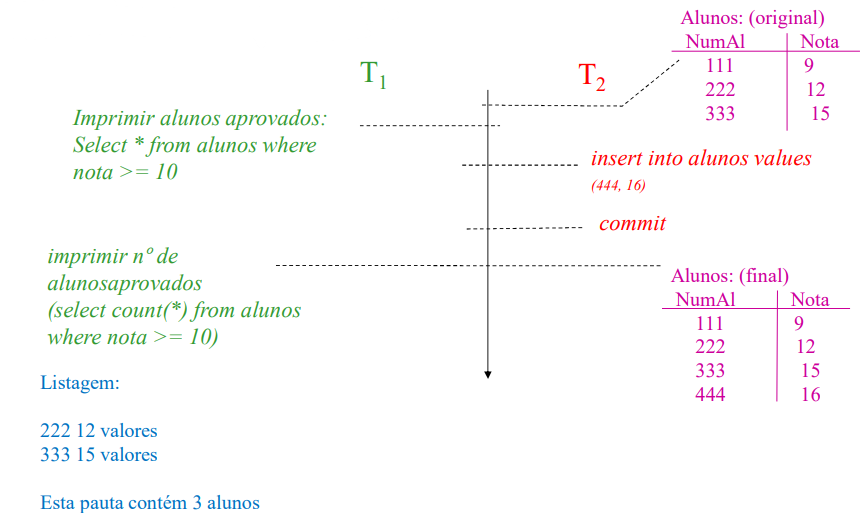 Alunos: (original)
NumAl Nota
111 9
222 12
333 15
T1
T2
Imprimir alunos aprovados:
Select * from alunos where
nota >= 10
insert into alunos values
(444, 16)
commit
imprimir nº de
alunosaprovados
(select count(*) from alunos
where nota >= 10)
Alunos: (final)
NumAl Nota
111 9
222 12
333 15
444 16
Listagem:
222 12 valores
333 15 valores
Esta pauta contém 3 alunos